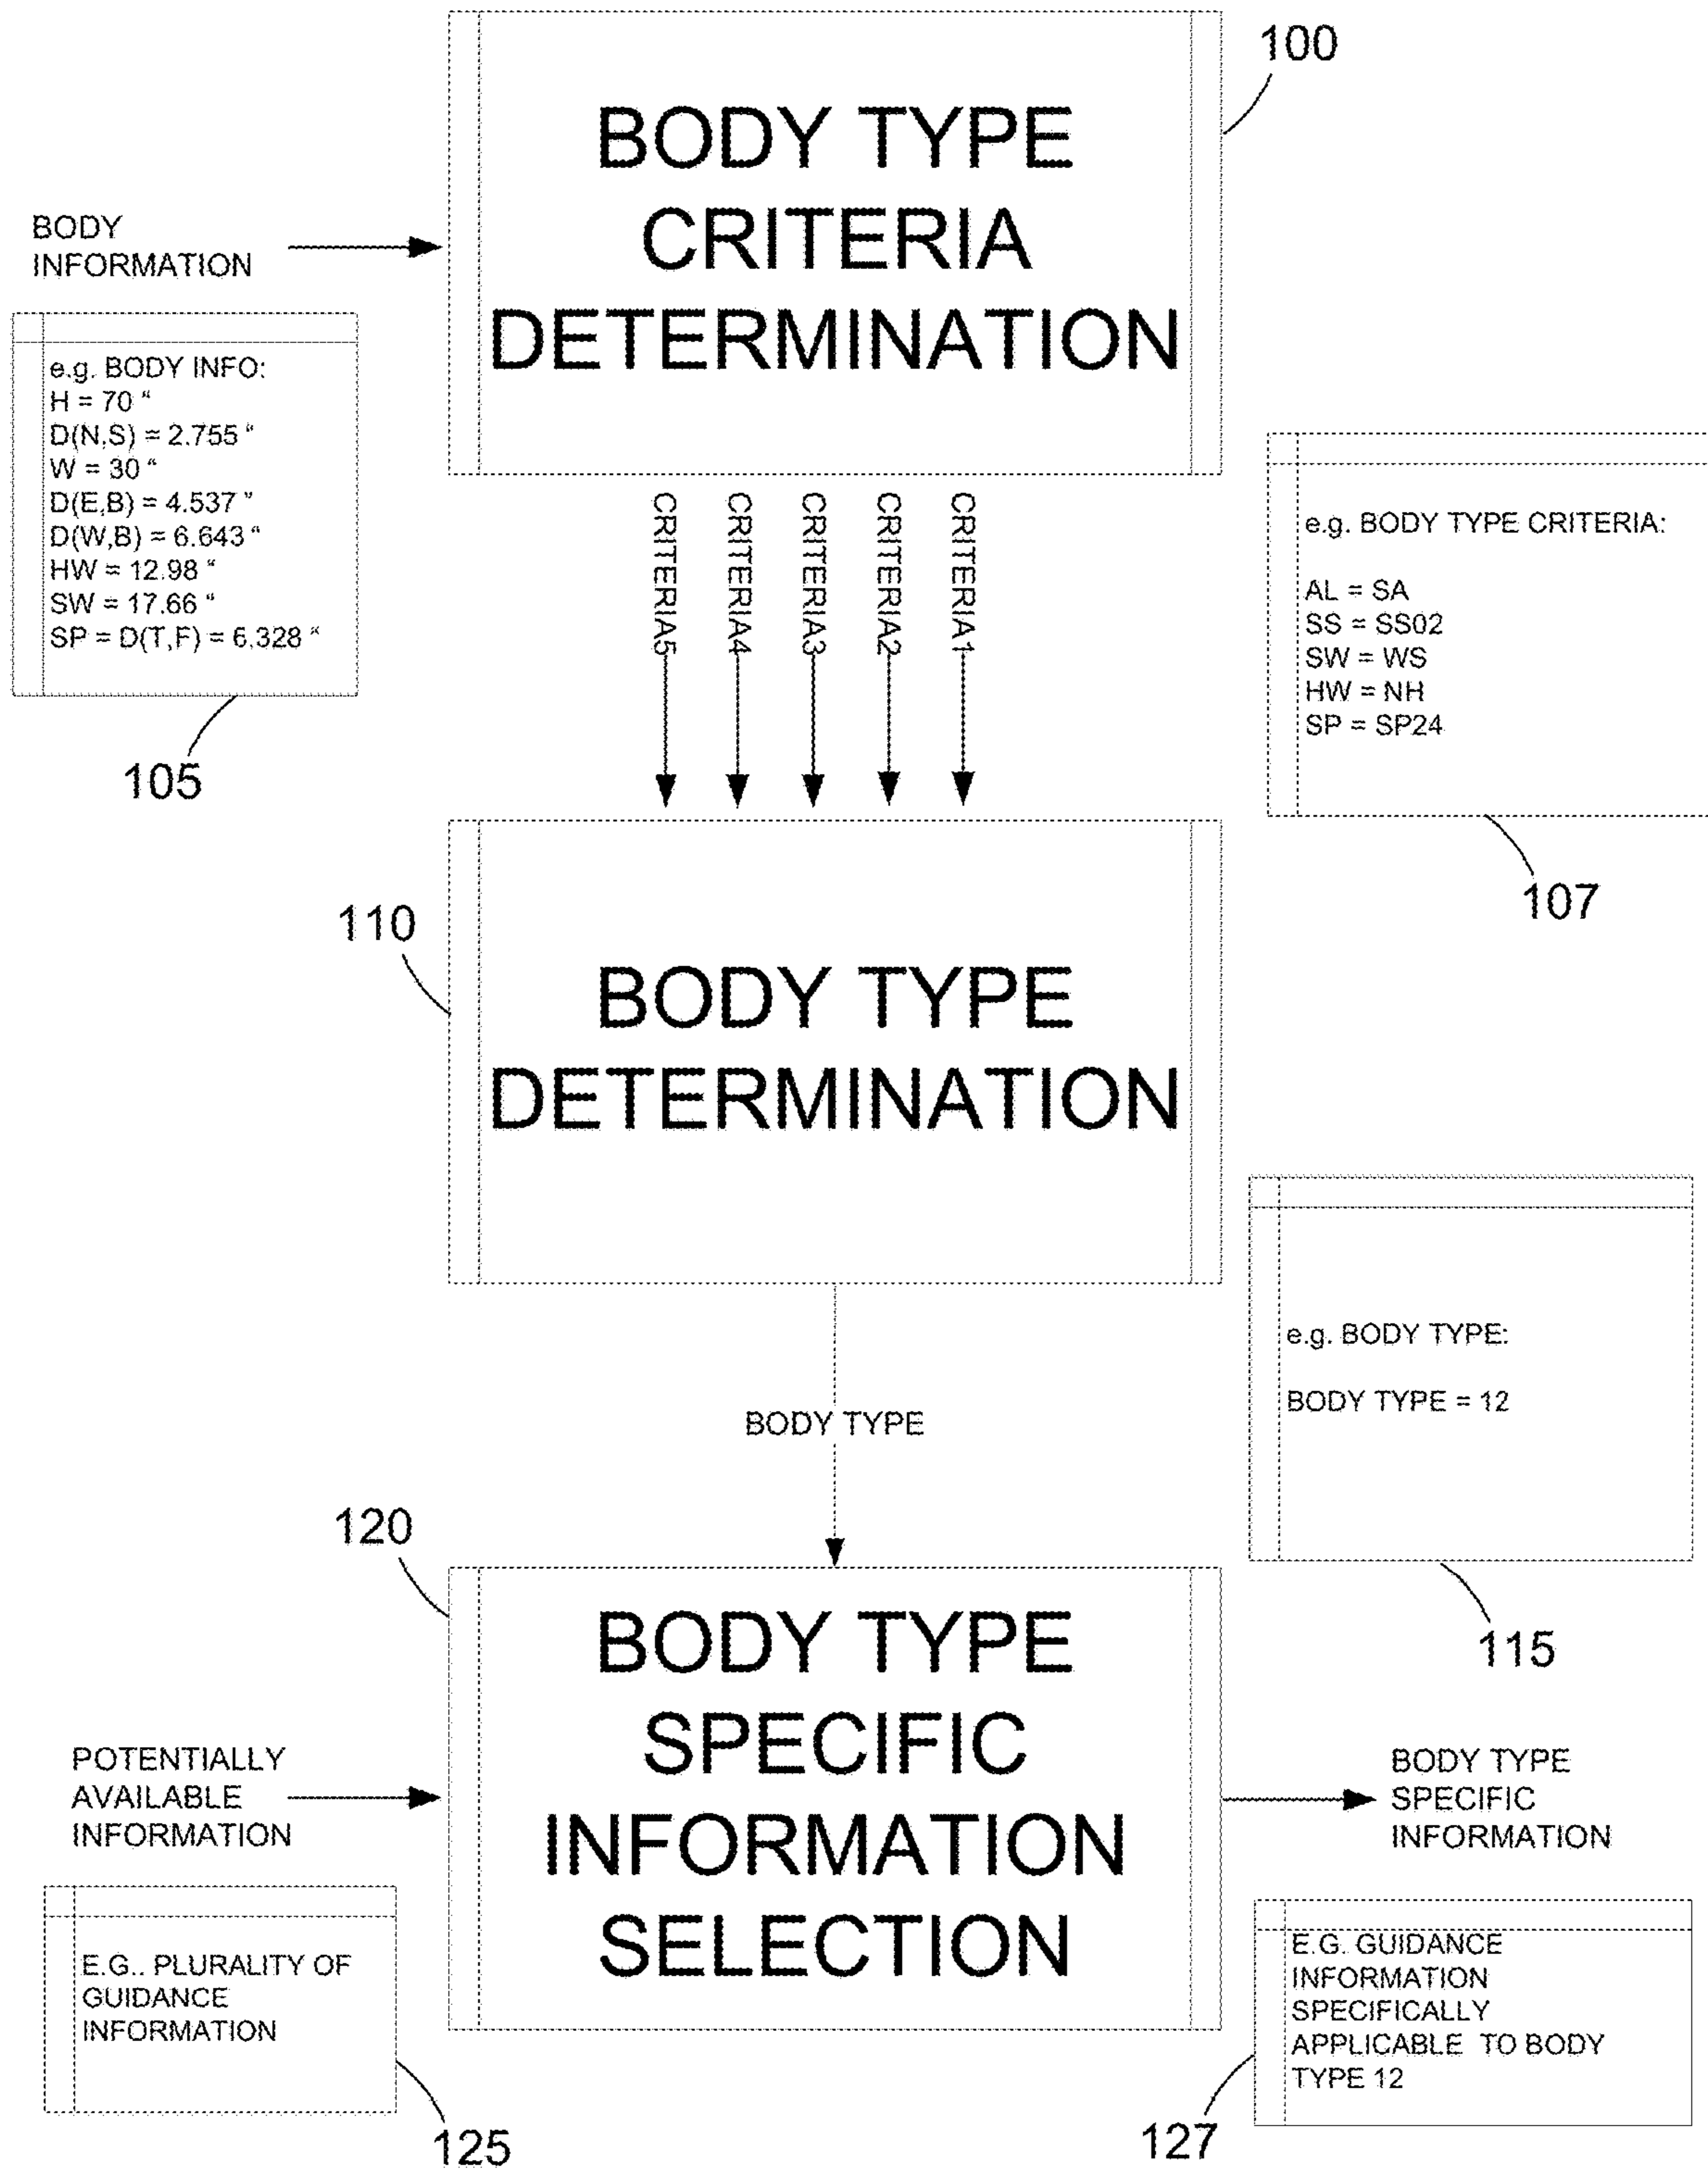 100
BODY TYPE
CRITERIA
DETERMINATION
BODY
INFORMATION
e.g. BODY INFO:
H = 70 "
D(N,S) = 2.755 "
W = 30 "
D(E,B) = 4.537 "
D(W,B) = 6.643 "
HW = 12.98 "
SW = 17.66 "
SP = D(T,F) = 6.328 "
105
CRITERIA5
CRITERIA4
CRITERIA3
CRITERIA2
CRITERIA1
e.g. BODY TYPE CRITERIA:
AL = SA
SS = SS02
SW = WS
HW = NH
SP = SP24
107
110
BODY TYPE
DETERMINATION
e.g. BODY TYPE:
BODY TYPE = 12
115
BODY TYPE
120
BODY TYPE
SPECIFIC
INFORMATION
SELECTION
POTENTIALLY
AVAILABLE
INFORMATION
BODY TYPE
SPECIFIC
INFORMATION
E.G.. PLURALITY OF
GUIDANCE
INFORMATION
125
E.G. GUIDANCE
INFORMATION
SPECIFICALLY
APPLICABLE TO BODY
TYPE 12
127